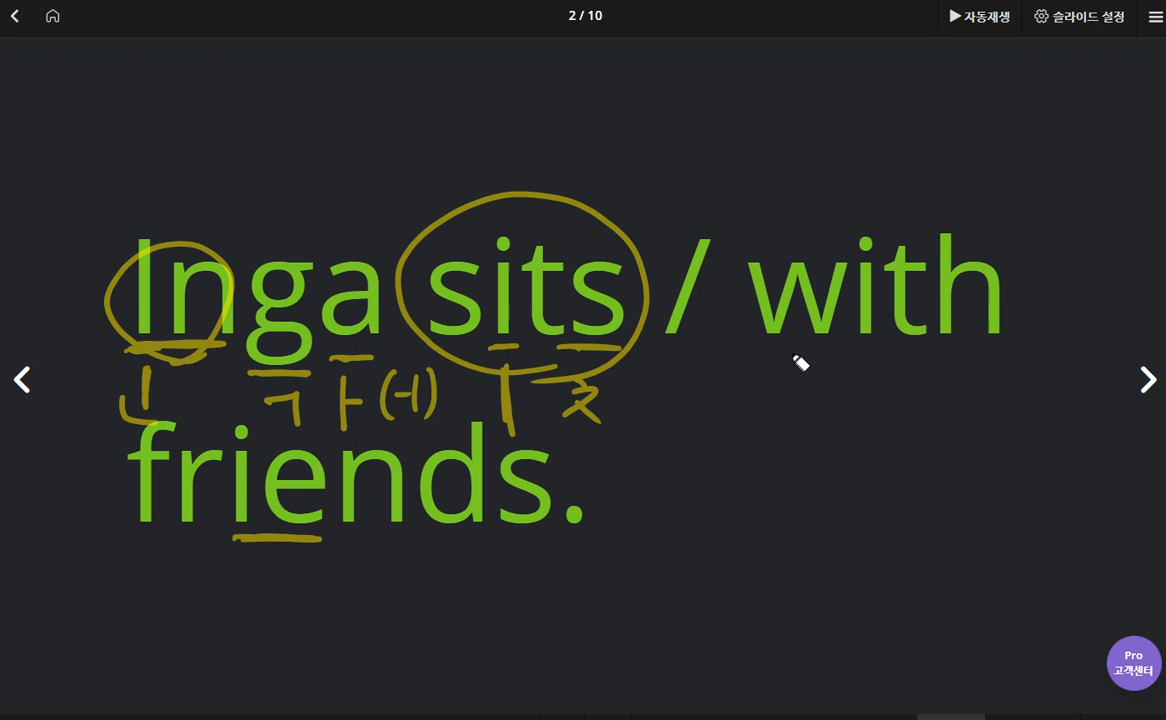 2 / 10
▶ 자동재생
슬라이드 설정
Inga sits / with
ㄱ ㅏ(ㅓ) ㅣ ㅊ
friends.
Pro
고객센터